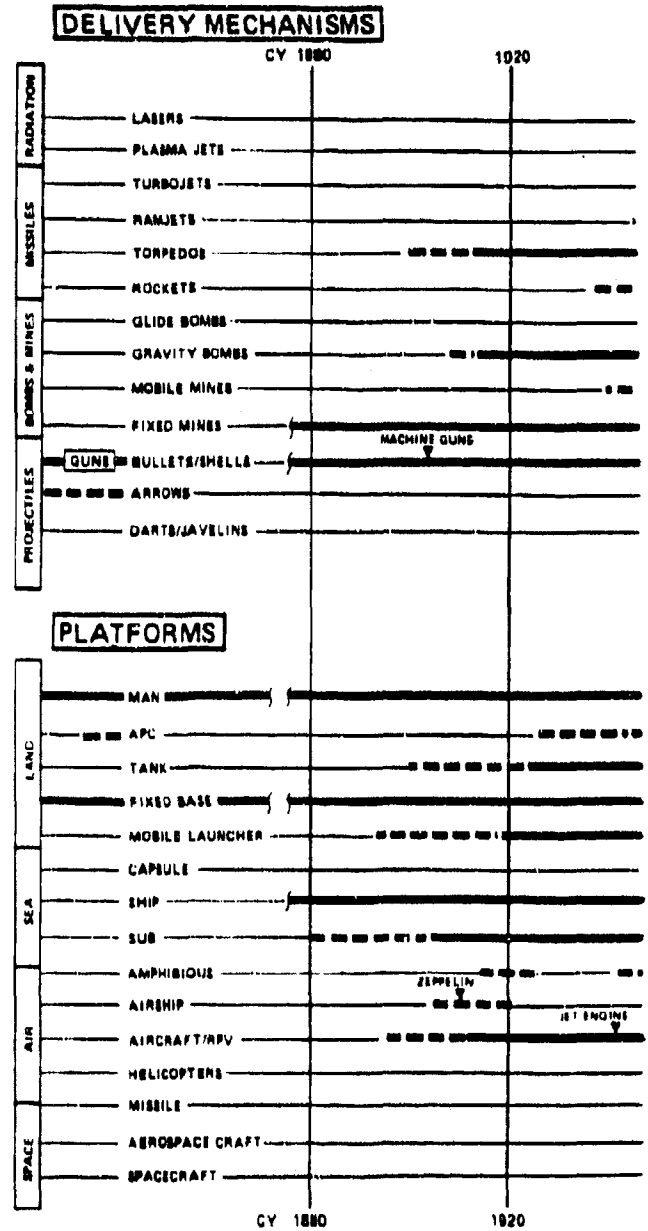 DELIVERY MECHANISMS
CY 1880 1920
RADIATION
LASERS
PLASMA JETS
MISSILES
TURBOJETS
RAMJETS
TORPEDOS
ROCKETS
BOMBS & MINES
GLIDE BOMBS
GRAVITY BOMBS
MOBILE MINES
FIXED MINES
MACHINE GUNS
PROJECTILES
GUNS BULLETS/SHELLS
ARROWS
DARTS/JAVELINS
PLATFORMS
LAND
MAN
APC
TANK
FIXED BASE
MOBILE LAUNCHER
SEA
CAPSULE
SHIP
SUB
AMPHIBIOUS
ZEPPELIN
AIR
AIRSHIP
JET ENGINE
AIRCRAFT/RPV
HELICOPTERS
SPACE
MISSILE
AEROSPACE CRAFT
SPACECRAFT
CY 1880 1920